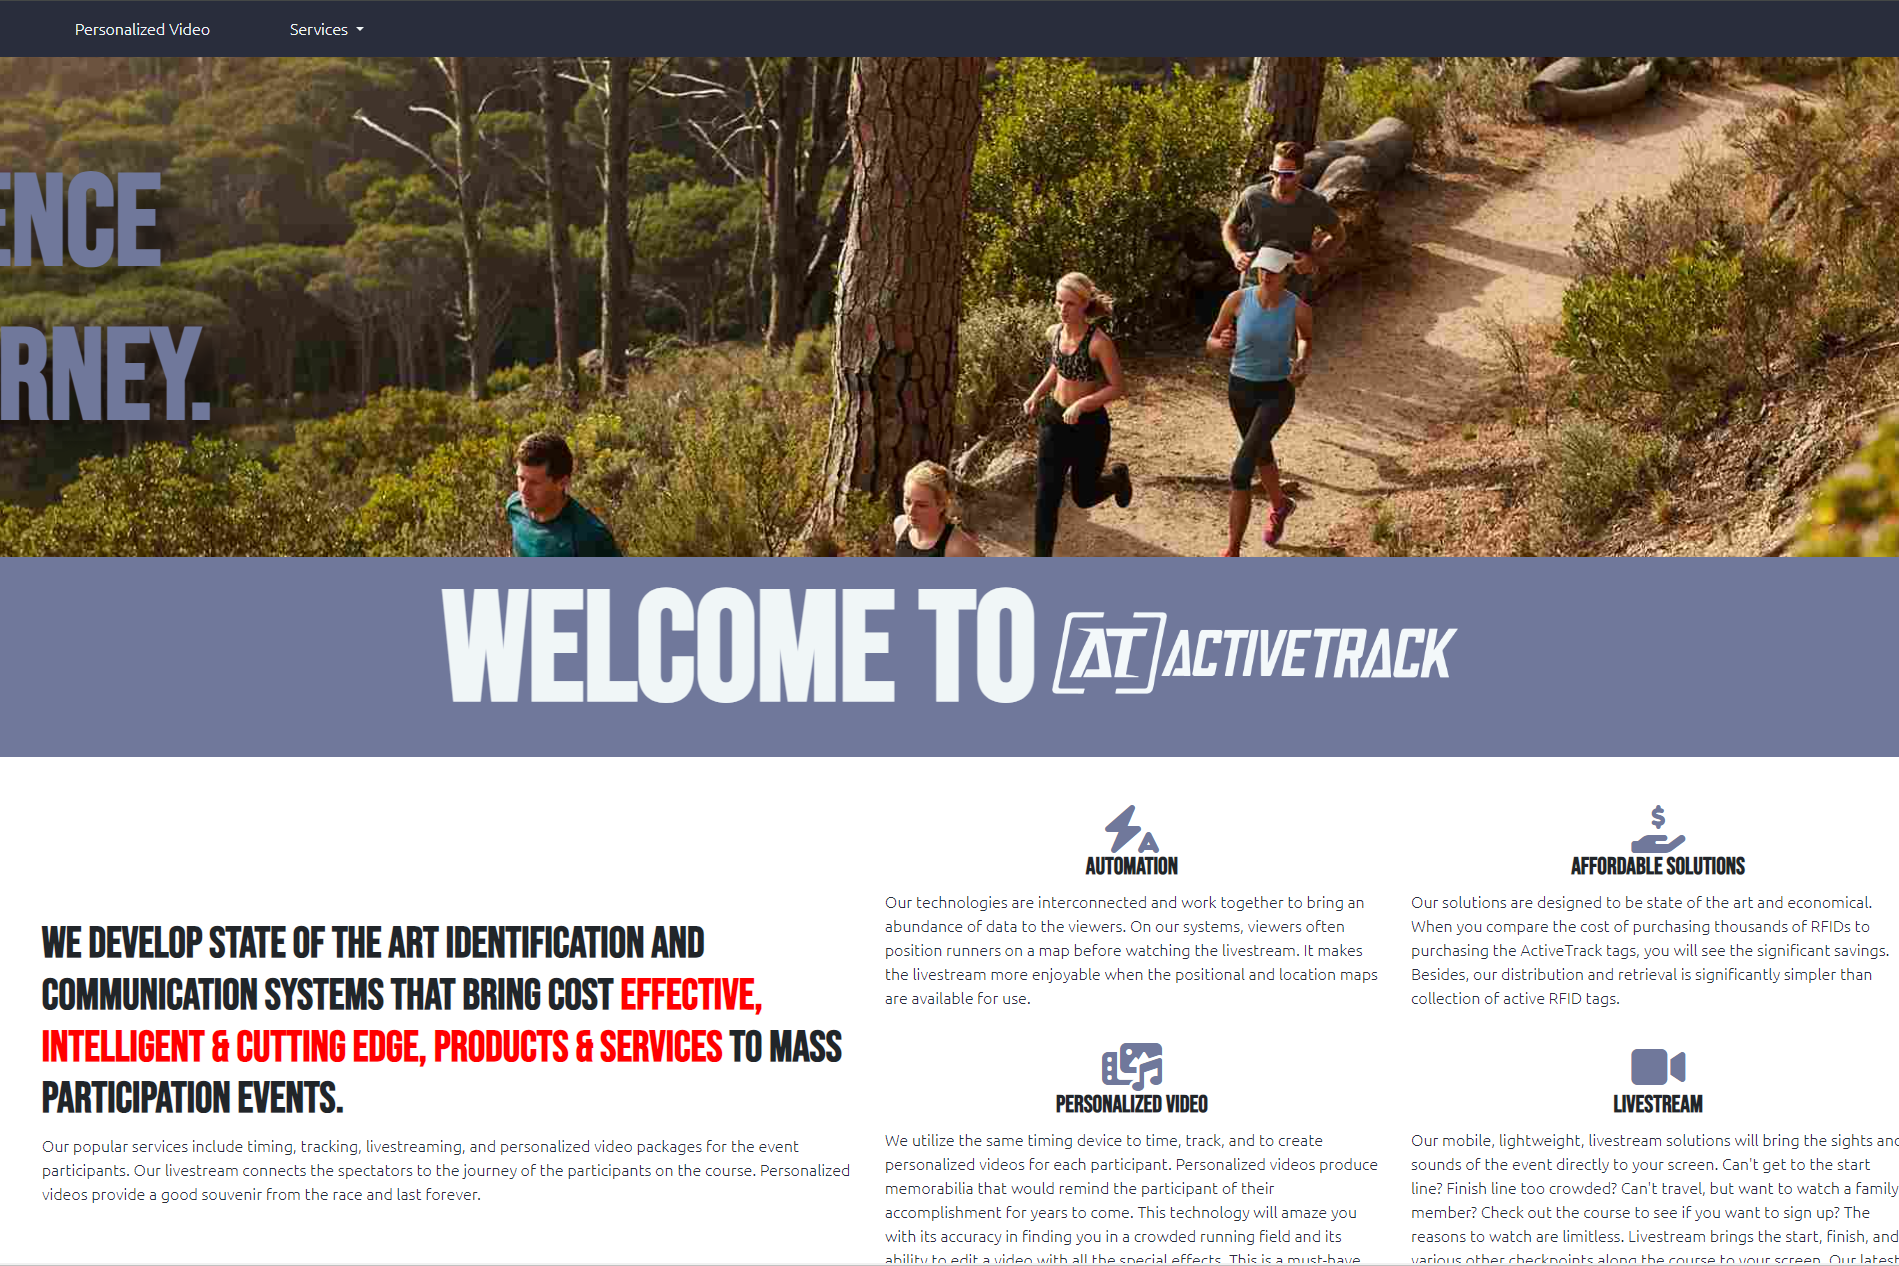 Personalized Video
Services
ENCE
RNEY.
WELCOME TO
AT ACTIVETRACK
WE DEVELOP STATE OF THE ART IDENTIFICATION AND
COMMUNICATION SYSTEMS THAT BRING COST EFFECTIVE,
INTELLIGENT & CUTTING EDGE, PRODUCTS & SERVICES TO MASS
PARTICIPATION EVENTS.
Our popular services include timing, tracking, livestreaming, and personalized video packages for the event
participants. Our livestream connects the spectators to the journey of the participants on the course. Personalized
videos provide a good souvenir from the race and last forever.
A
AUTOMATION
Our technologies are interconnected and work together to bring an
abundance of data to the viewers. On our systems, viewers often
position runners on a map before watching the livestream. It makes
the livestream more enjoyable when the positional and location maps
are available for use.
$
AFFORDABLE SOLUTIONS
Our solutions are designed to be state of the art and economical.
When you compare the cost of purchasing thousands of RFIDs to
purchasing the ActiveTrack tags, you will see the significant savings.
Besides, our distribution and retrieval is significantly simpler than
collection of active RFID tags.
PERSONALIZED VIDEO
We utilize the same timing device to time, track, and to create
personalized videos for each participant. Personalized videos produce
memorabilia that would remind the participant of their
accomplishment for years to come. This technology will amaze you
with its accuracy in finding you in a crowded running field and its
ability to edit a video with all the special effects. This is a must-have
LIVESTREAM
Our mobile, lightweight, livestream solutions will bring the sights and
sounds of the event directly to your screen. Can't get to the start
line? Finish line too crowded? Can't travel, but want to watch a family
member? Check out the course to see if you want to sign up? The
reasons to watch are limitless. Livestream brings the start, finish, and
various other checkpoints along the course to your screen. Our latest